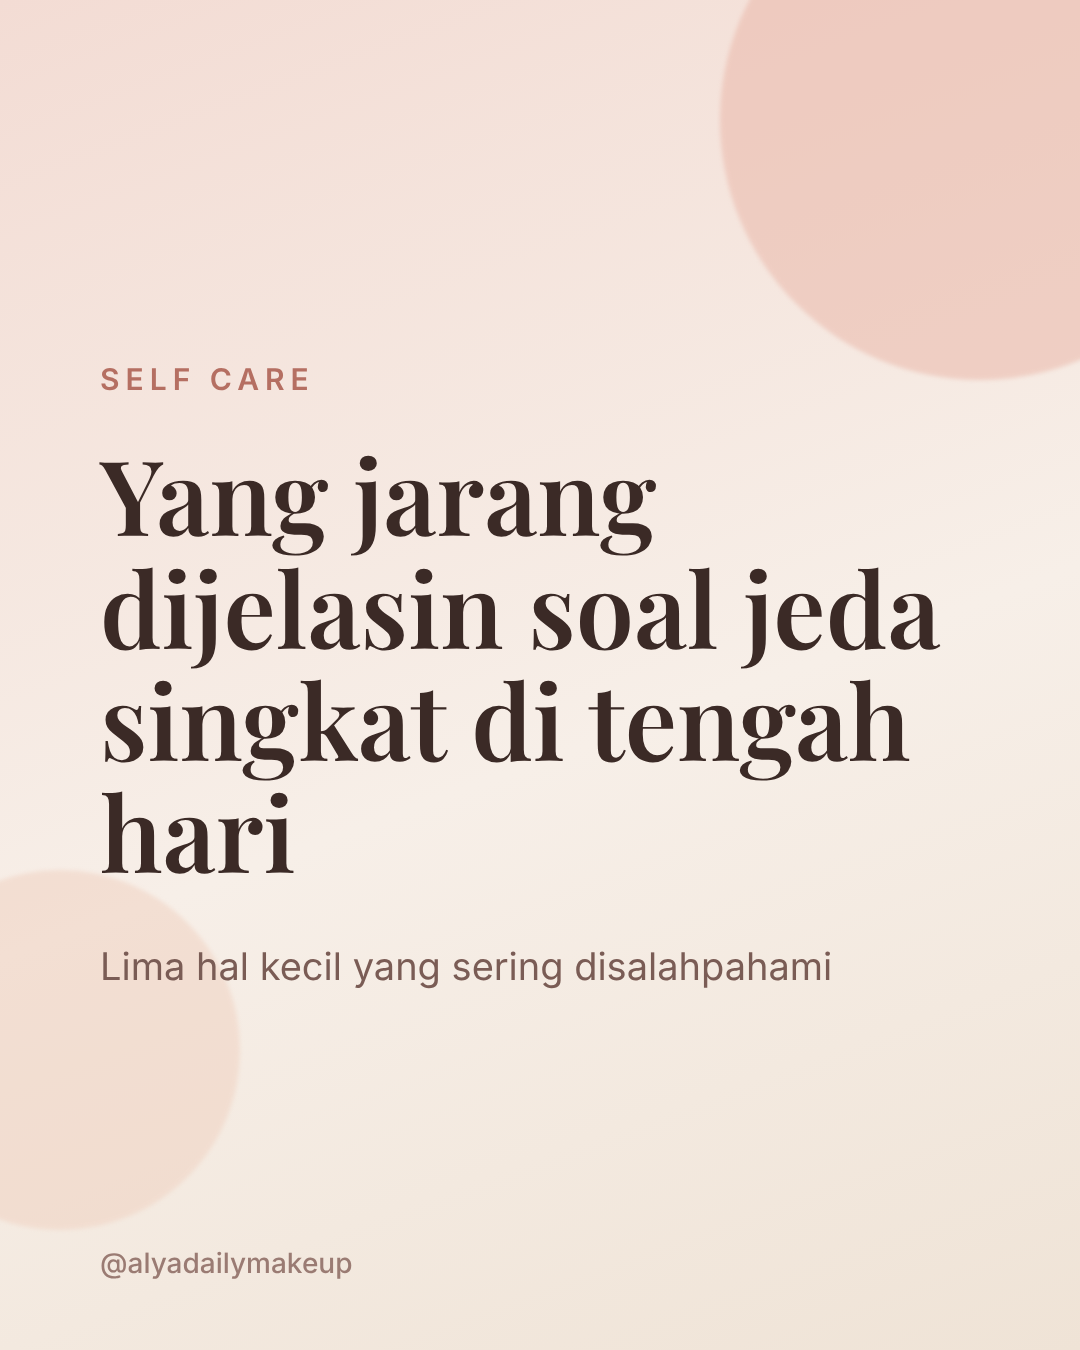 SELF CARE
Yang jarang
dijelasin soal jeda
singkat di tengah
hari
Lima hal kecil yang sering disalahpahami
@alyadailymakeup